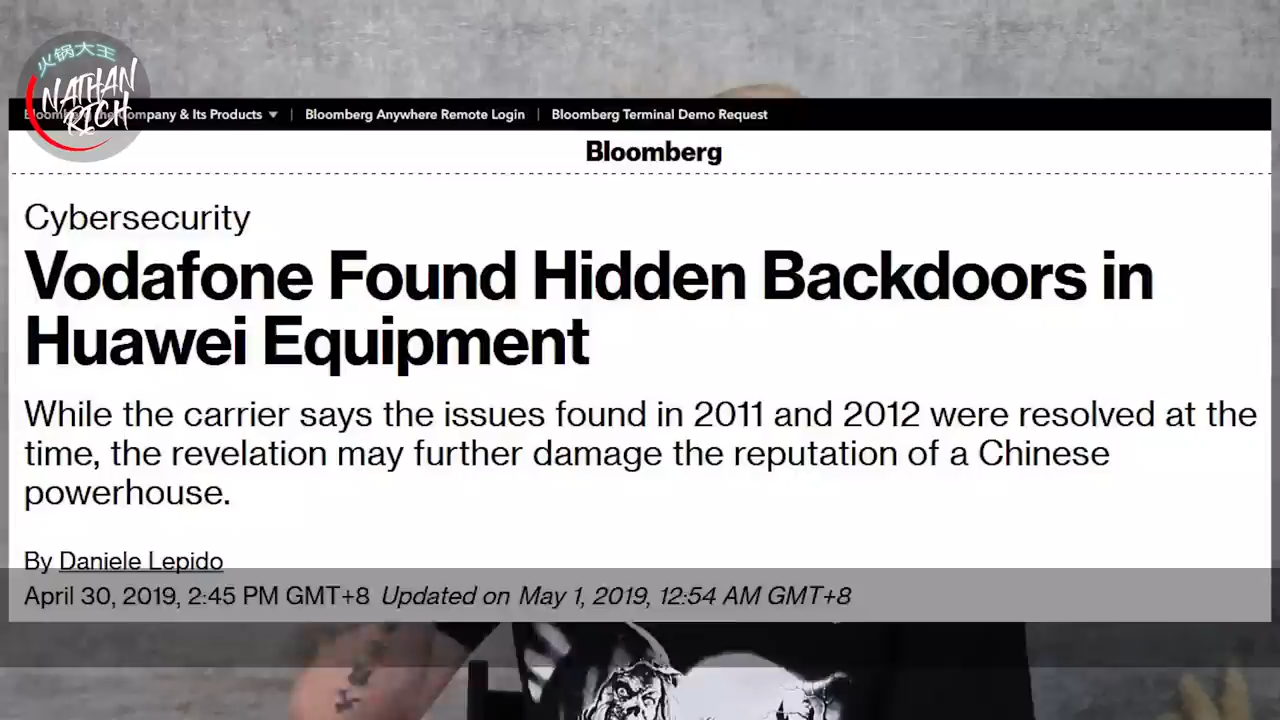 火锅大王
NATHAN
RICH
Company & Its Products | Bloomberg Anywhere Remote Login | Bloomberg Terminal Demo Request
Bloomberg
Cybersecurity
Vodafone Found Hidden Backdoors in
Huawei Equipment
While the carrier says the issues found in 2011 and 2012 were resolved at the
time, the revelation may further damage the reputation of a Chinese
powerhouse.
By Daniele Lepido
April 30, 2019, 2:45 PM GMT+8 Updated on May 1, 2019, 12:54 AM GMT+8